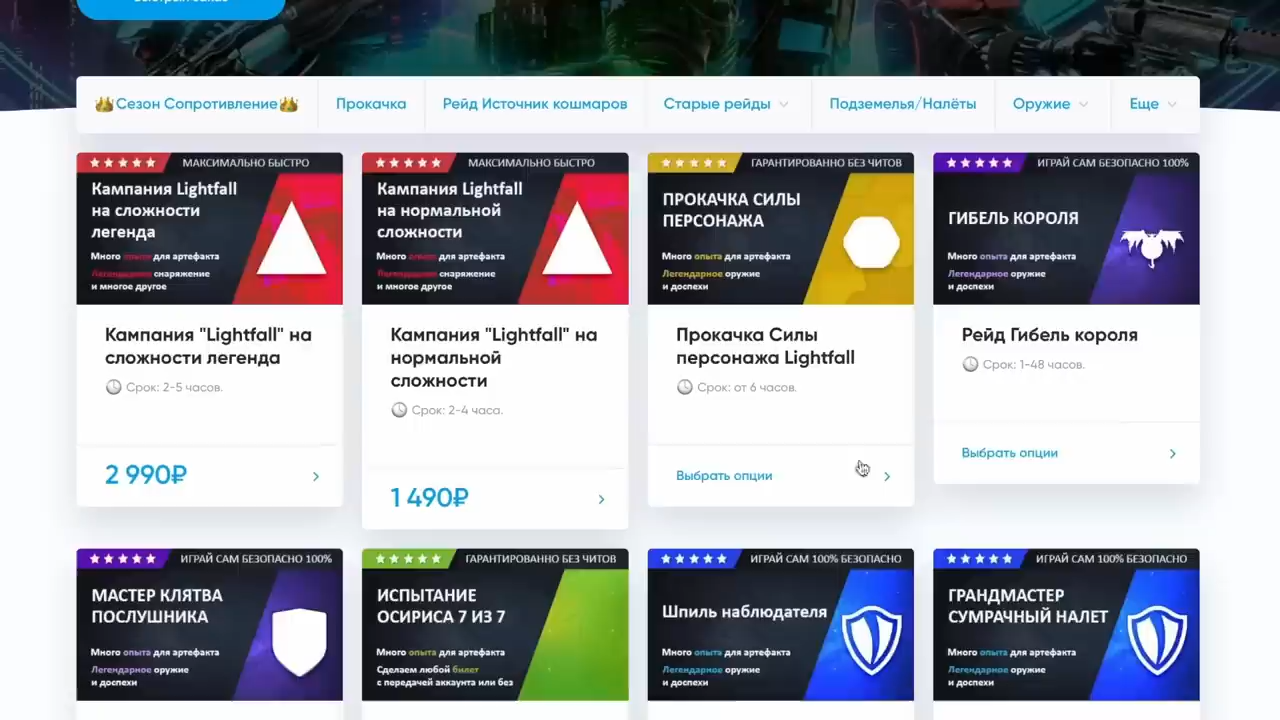 👑Сезон Сопротивление👑
Прокачка
Рейд Источник кошмаров
Старые рейды
Подземелья/Налёты
Оружие
Еще
МАКСИМАЛЬНО БЫСТРО
Кампания Lightfall
на сложности
легенда
Много опыта для артефакта
Легендарное снаряжение
и многое другое
Кампания "Lightfall" на
сложности легенда
Срок: 2-5 часов.
2 990₽
МАКСИМАЛЬНО БЫСТРО
Кампания Lightfall
на нормальной
сложности
Много опыта для артефакта
Легендарное снаряжение
и многое другое
Кампания "Lightfall" на
нормальной
сложности
Срок: 2-4 часа.
1 490₽
ГАРАНТИРОВАННО БЕЗ ЧИТОВ
ПРОКАЧКА СИЛЫ
ПЕРСОНАЖА
Много опыта для артефакта
Легендарное оружие
и доспехи
Прокачка Силы
персонажа Lightfall
Срок: от 6 часов.
Выбрать опции
ИГРАЙ САМ БЕЗОПАСНО 100%
ГИБЕЛЬ КОРОЛЯ
Много опыта для артефакта
Легендарное оружие
и доспехи
Рейд Гибель короля
Срок: 1-48 часов.
Выбрать опции
ИГРАЙ САМ БЕЗОПАСНО 100%
МАСТЕР КЛЯТВА
ПОСЛУШНИКА
Много опыта для артефакта
Легендарное оружие
и доспехи
ГАРАНТИРОВАННО БЕЗ ЧИТОВ
ИСПЫТАНИЕ
ОСИРИСА 7 ИЗ 7
Много опыта для артефакта
Сделаем любой билет
с передачей аккаунта или без
ИГРАЙ САМ 100% БЕЗОПАСНО
Шпиль наблюдателя
Много опыта для артефакта
Легендарное оружие
и доспехи
ИГРАЙ САМ 100% БЕЗОПАСНО
ГРАНДМАСТЕР
СУМРАЧНЫЙ НАЛЕТ
Много опыта для артефакта
Легендарное оружие
и доспехи